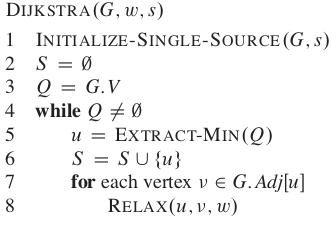 DIJKSTRA(G, w, s)
1 INITIALIZE-SINGLE-SOURCE(G, s)
2 S = ∅
3 Q = G.V
4 while Q ≠ ∅
5 u = EXTRACT-MIN(Q)
6 S = S ∪ {u}
7 for each vertex ν ∈ G.Adj[u]
8 RELAX(u, ν, w)